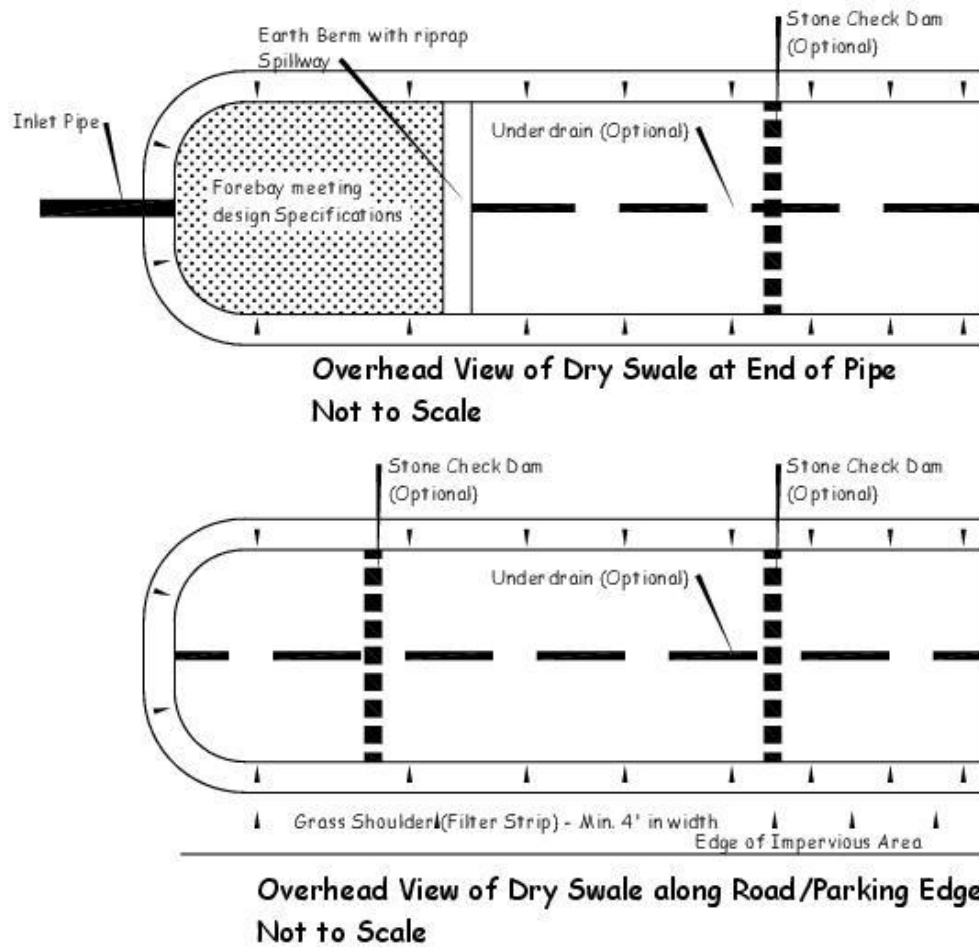 Stone Check Dam
(Optional)
Earth Berm with riprap
Spillway
Inlet Pipe
Underdrain (Optional)
Forebay meeting
design Specifications
Overhead View of Dry Swale at End of Pipe
Not to Scale
Stone Check Dam
(Optional)
Stone Check Dam
(Optional)
Underdrain (Optional)
Grass Shoulder (Filter Strip) - Min. 4' in width
Edge of Impervious Area
Overhead View of Dry Swale along Road/Parking Edge
Not to Scale